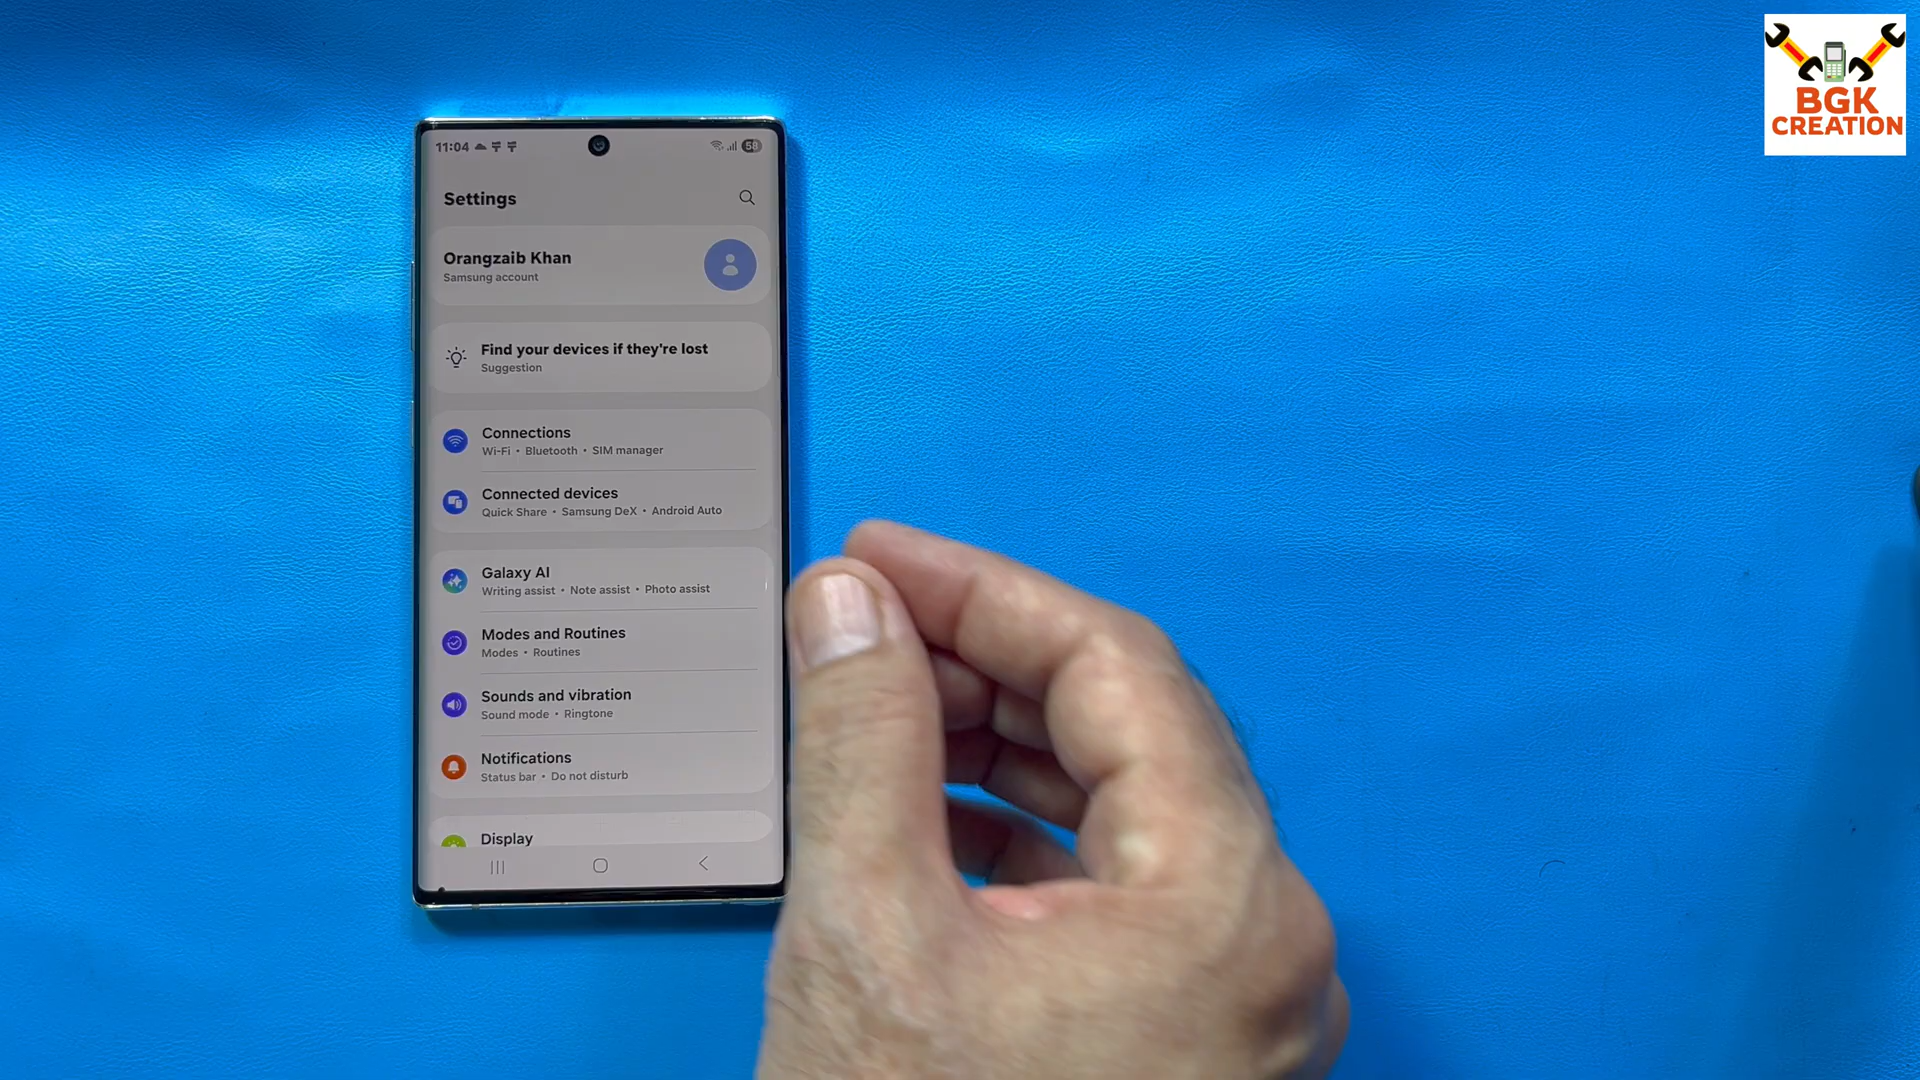 BGK
CREATION
11:04
58
Settings
Orangzaib Khan
Samsung account
Find your devices if they're lost
Suggestion
Connections
Wi-Fi • Bluetooth • SIM manager
Connected devices
Quick Share • Samsung DeX • Android Auto
Galaxy AI
Writing assist • Note assist • Photo assist
Modes and Routines
Modes • Routines
Sounds and vibration
Sound mode • Ringtone
Notifications
Status bar • Do not disturb
Display